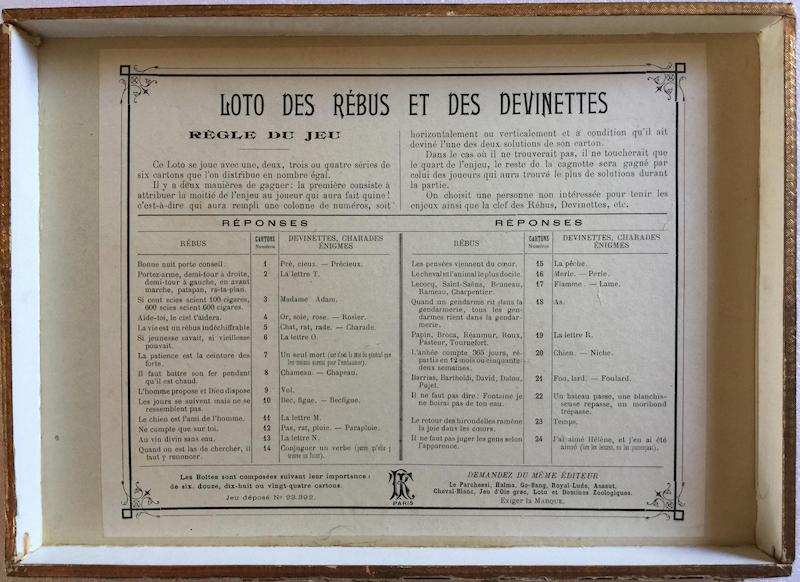 LOTO DES RÉBUS ET DES DEVINETTES
RÈGLE DU JEU
Ce Loto se joue avec une, deux, trois ou quatre séries de
six cartons que l'on distribue en nombre égal.
Il y a deux manières de gagner : la première consiste à
attribuer la moitié de l'enjeu au joueur qui aura fait quine !
c'est-à-dire qui aura rempli une colonne de numéros, soit
horizontalement ou verticalement et à condition qu'il ait
deviné l'une des deux solutions de son carton.
Dans le cas où il ne trouverait pas, il ne toucherait que
le quart de l'enjeu, le reste de la cagnotte sera gagné par
celui des joueurs qui aura trouvé le plus de solutions durant
la partie.
On choisit une personne non intéressée pour tenir les
enjeux ainsi que la clef des Rébus, Devinettes, etc.
RÉPONSES
RÉBUS
CARTONS
Numéros
DEVINETTES, CHARADES
ÉNIGMES
Bonne nuit porte conseil. 1 Pré, cieux. — Précieux.
Portez-arme, demi-tour à droite, 2 La lettre T.
demi-tour à gauche, en avant
marche, patapan, ra-ta-plan.
Si cent scies scient 100 cigares, 3 Madame Adam.
600 scies scient 600 cigares.
Aide-toi, le ciel t'aidera. 4 Or, soie, rose. — Rosier.
La vie est un rébus indéchiffrable. 5 Chat, rat, rade. — Charade.
Si jeunesse savait, si vieillesse 6 La lettre O.
pouvait.
La patience est la ceinture des 7 Un seul mort
forts.
Il faut battre son fer pendant 8 Chameau. — Chapeau.
qu'il est chaud.
L'homme propose et Dieu dispose 9 Vol.
Les jours se suivent mais ne se 10 Bec, figue. — Becfigue.
ressemblent pas.
Le chien est l'ami de l'homme. 11 La lettre M.
Ne compte que sur toi. 12 Pas, rat, pluie. — Parapluie.
Au vin divin sans eau. 13 La lettre N.
Quand on est las de chercher, il 14 Conjuguer un verbe
faut y renoncer.
RÉPONSES
RÉBUS
CARTONS
Numéros
DEVINETTES, CHARADES
ÉNIGMES
Les pensées viennent du cœur. 15 La pêche.
Le cheval est l'animal le plus docile. 16 Merle. — Perle.
Lecocq, Saint-Saëns, Bruneau, 17 Flamme. — Lame.
Rameau, Charpentier.
Quand un gendarme rit dans la 18 As.
gendarmerie, tous les gen-
darmes rient dans la gendar-
merie.
Papin, Broca, Réaumur, Roux, 19 La lettre R.
Pasteur, Tournefort.
L'année compte 365 jours, ré- 20 Chien. — Niche.
partis en 12 mois ou cinquante-
deux semaines.
Barrias, Bartholdi, David, Dalou, 21 Fou, lard. — Foulard.
Pujet.
Il ne faut pas dire : Fontaine je 22 Un bateau passe, une blanchis-
ne boirai pas de ton eau. seuse repasse, un moribond
trépasse.
Le retour des hirondelles ramène 23 Temps.
la joie dans les cœurs.
Il ne faut pas juger les gens selon 24 J'ai aimé Hélène, et j'en ai été
l'apparence. aimé
Les Boîtes sont composées suivant leur importance :
de six, douze, dix-huit ou vingt-quatre cartons.
Jeu déposé No 23.392.
PARIS
DEMANDEZ DU MÊME ÉDITEUR
Le Parchessi, Halma, Go-Bang, Royal-Ludo, Assaut,
Cheval-Blanc, Jeu d'Oie grec, Loto et Dominos Zoologiques.
Exiger la MARQUE.